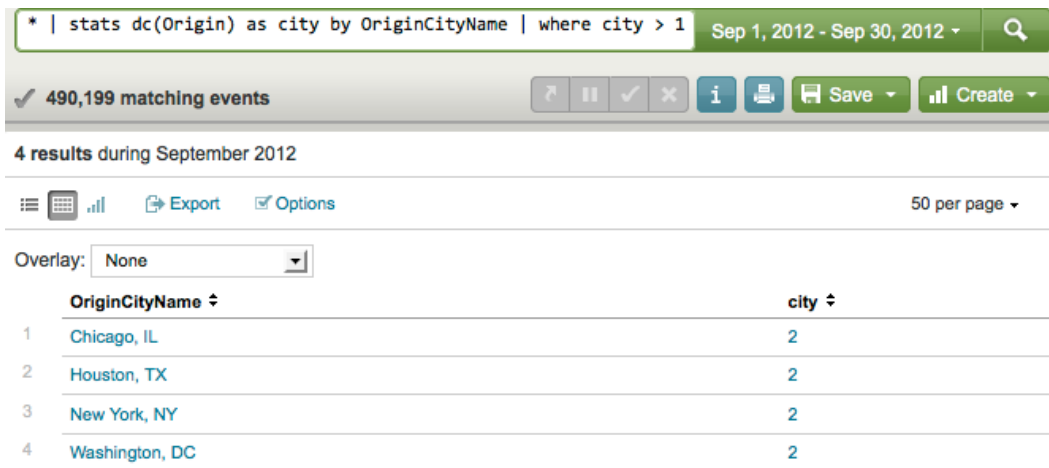 * | stats dc(Origin) as city by OriginCityName | where city > 1 Sep 1, 2012 - Sep 30, 2012
490,199 matching events i Save Create
4 results during September 2012
Export Options 50 per page
Overlay: None
OriginCityName city
1 Chicago, IL 2
2 Houston, TX 2
3 New York, NY 2
4 Washington, DC 2